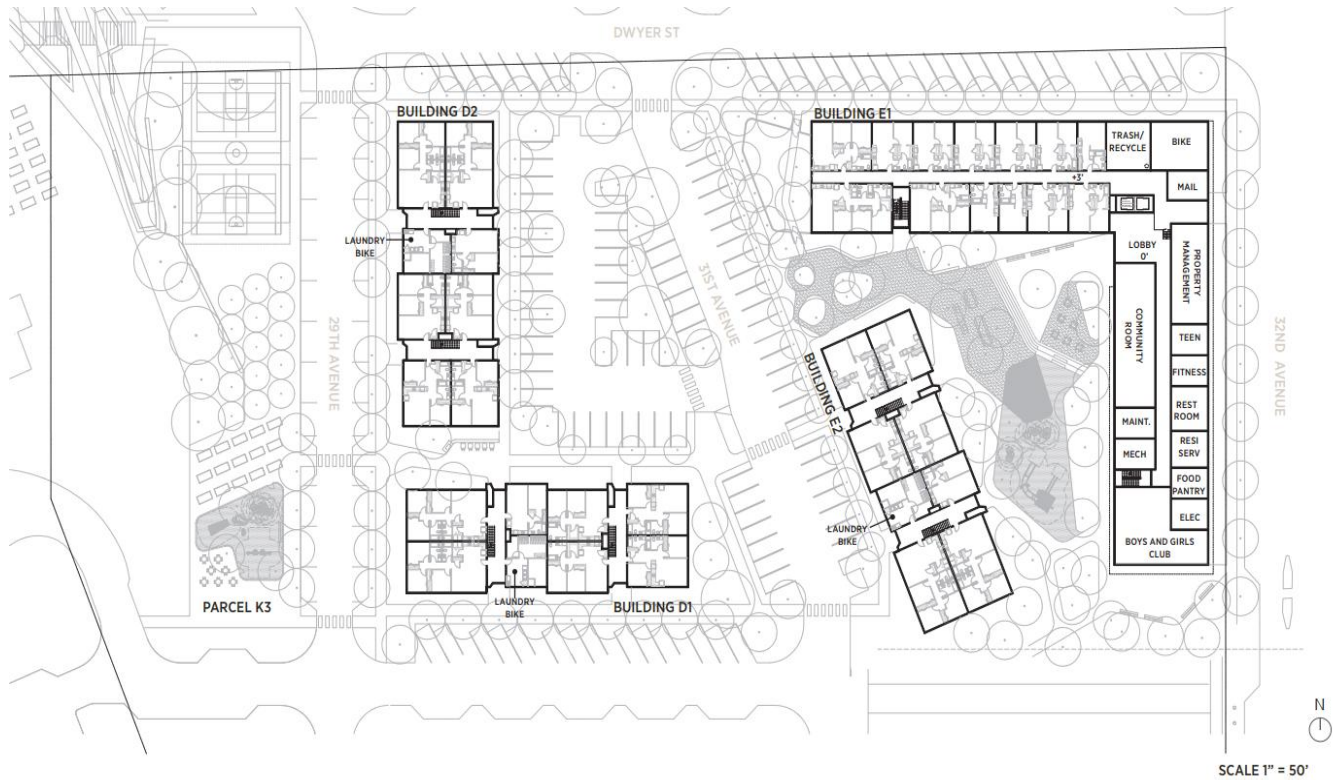 DWYER ST
BUILDING D2
BUILDING E1
TRASH/
RECYCLE
BIKE
+3'
MAIL
LAUNDRY
BIKE
LOBBY
0'
PROPERTY
MANAGEMENT
31ST AVENUE
29TH AVENUE
32ND AVENUE
COMMUNITY
ROOM
TEEN
FITNESS
BUILDING E2
REST
ROOM
MAINT.
RESI
SERV
MECH
FOOD
PANTRY
ELEC
LAUNDRY
BIKE
BOYS AND GIRLS
CLUB
LAUNDRY
BIKE
PARCEL K3
BUILDING D1
N
SCALE 1" = 50'